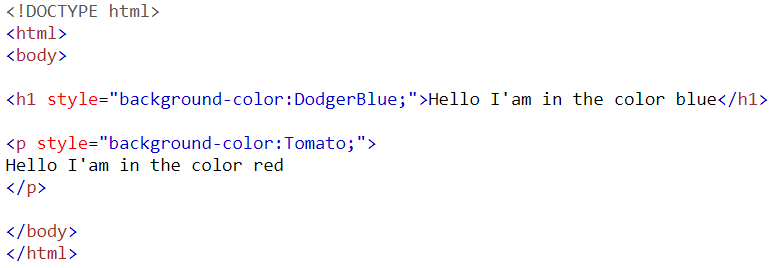 <!DOCTYPE html>
<html>
<body>
<h1 style="background-color:DodgerBlue;">Hello I'am in the color blue</h1>
<p style="background-color:Tomato;">
Hello I'am in the color red
</p>
</body>
</html>